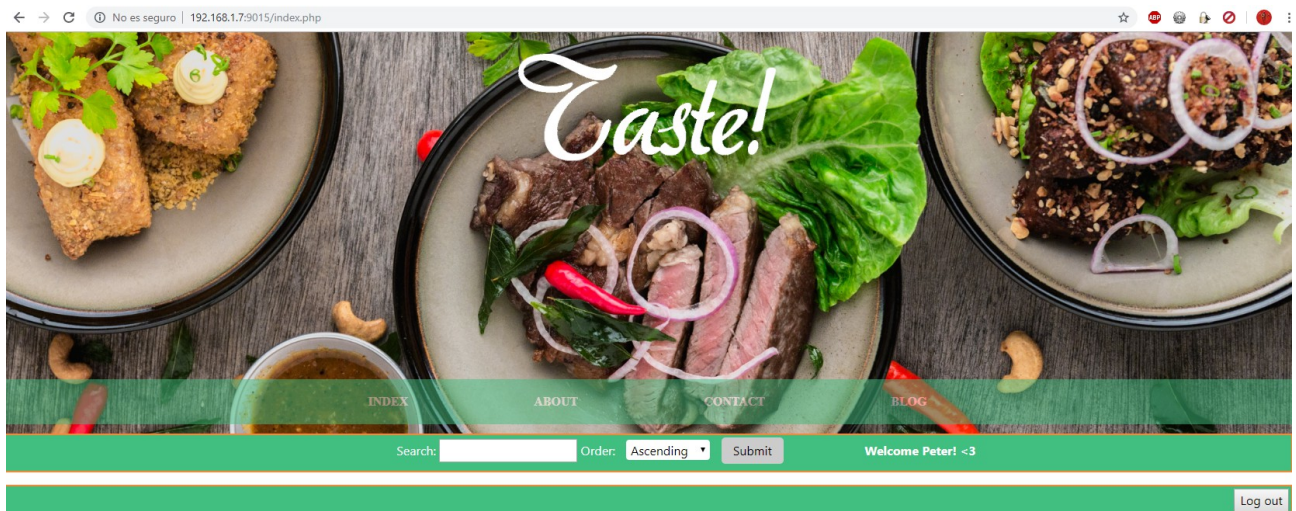 No es seguro 192.168.1.7:9015/index.php
ABP
Taste!
INDEX ABOUT CONTACT BLOG
Search: Order: Ascending Submit Welcome Peter! <3
Log out